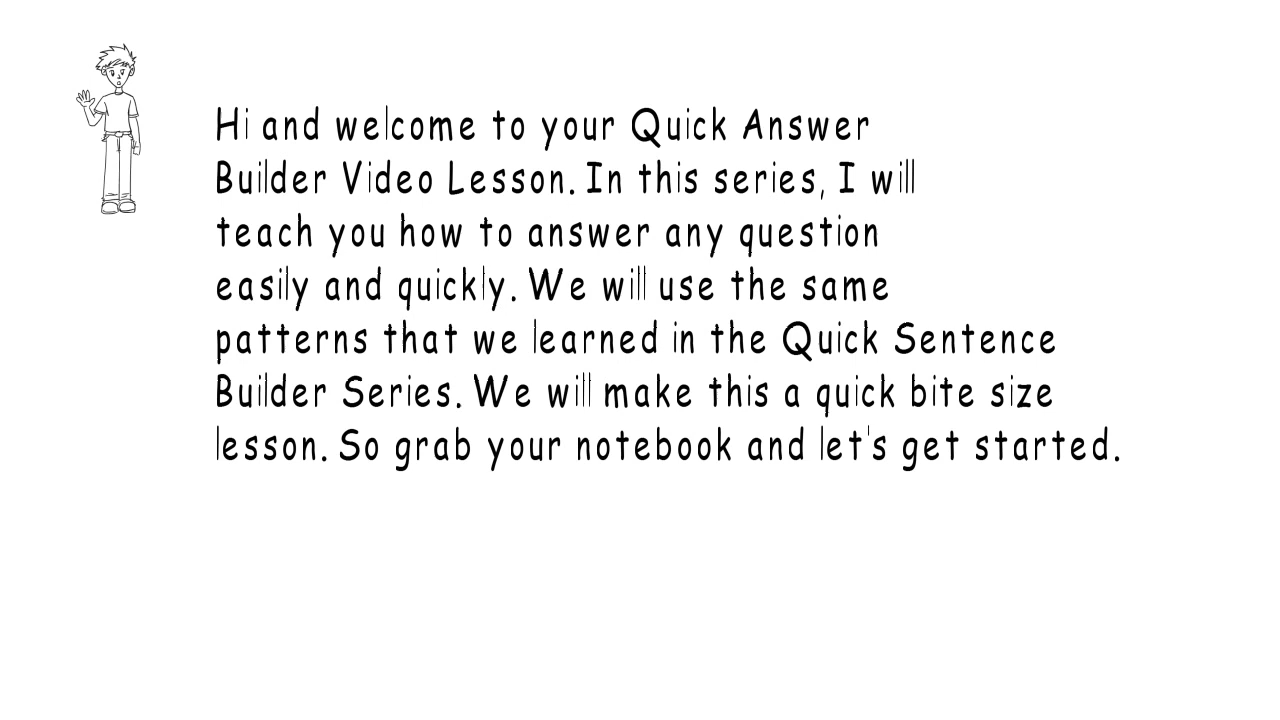 Hi and welcome to your Quick Answer
Builder Video Lesson. In this series, I will
teach you how to answer any question
easily and quickly. We will use the same
patterns that we learned in the Quick Sentence
Builder Series. We will make this a quick bite size
lesson. So grab your notebook and let's get started.